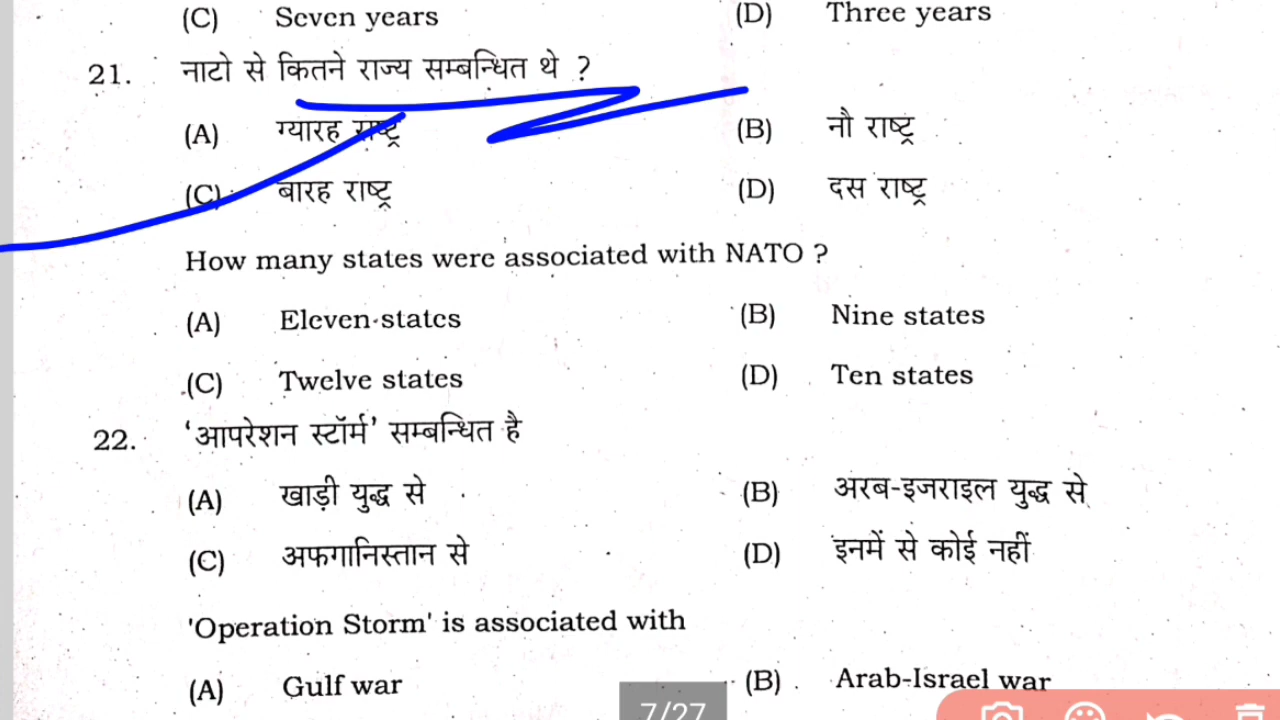 (C) Seven years (D) Three years
21. नाटो से कितने राज्य सम्बन्धित थे ?
(A) ग्यारह राष्ट्र (B) नौ राष्ट्र
(C) बारह राष्ट्र (D) दस राष्ट्र
How many states were associated with NATO ?
(A) Eleven states (B) Nine states
(C) Twelve states (D) Ten states
22. 'आपरेशन स्टॉर्म' सम्बन्धित है
(A) खाड़ी युद्ध से (B) अरब-इजराइल युद्ध से
(C) अफगानिस्तान से (D) इनमें से कोई नहीं
'Operation Storm' is associated with
(A) Gulf war (B) Arab-Israel war
7/27